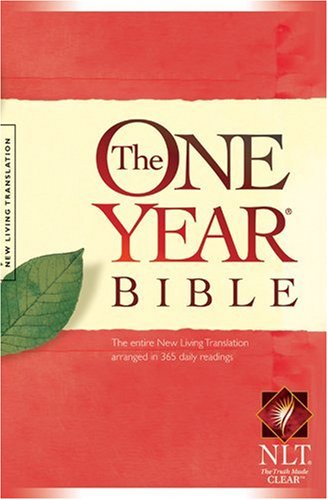 NEW LIVING TRANSLATION
The ONE
YEAR®
BIBLE
The entire New Living Translation
arranged in 365 daily readings
NLT®
The Truth Made
CLEAR™